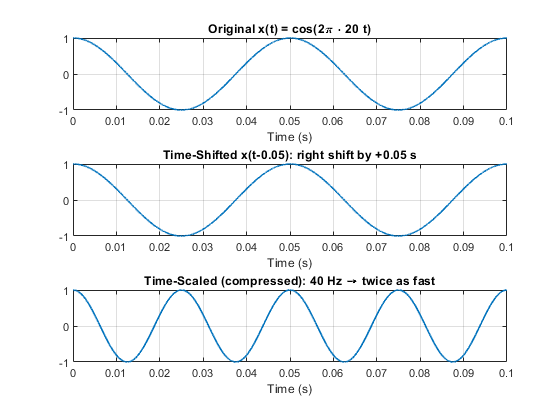 Original x(t) = cos(2π · 20 t)
1
0
-1
0 0.01 0.02 0.03 0.04 0.05 0.06 0.07 0.08 0.09 0.1
Time (s)
Time-Shifted x(t-0.05): right shift by +0.05 s
1
0
-1
0 0.01 0.02 0.03 0.04 0.05 0.06 0.07 0.08 0.09 0.1
Time (s)
Time-Scaled (compressed): 40 Hz → twice as fast
1
0
-1
0 0.01 0.02 0.03 0.04 0.05 0.06 0.07 0.08 0.09 0.1
Time (s)